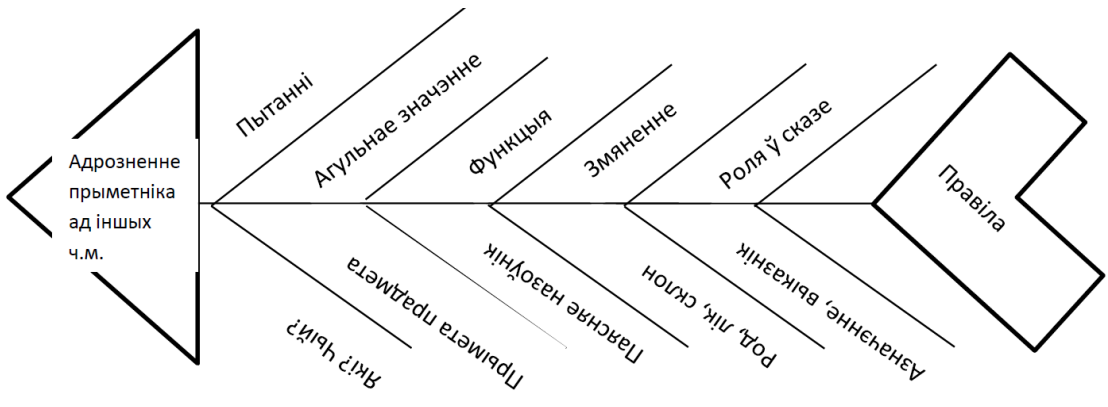 Адрозненне
прыметніка
ад іншых
ч.м.
Пытанні
Агульнае значэнне
Функцыя
Змяненне
Роля ў сказе
Правіла
Які? Чый?
Прымета прадмета
Паясняе назоўнік
Род, лік, склон
Азначэнне, выказнік